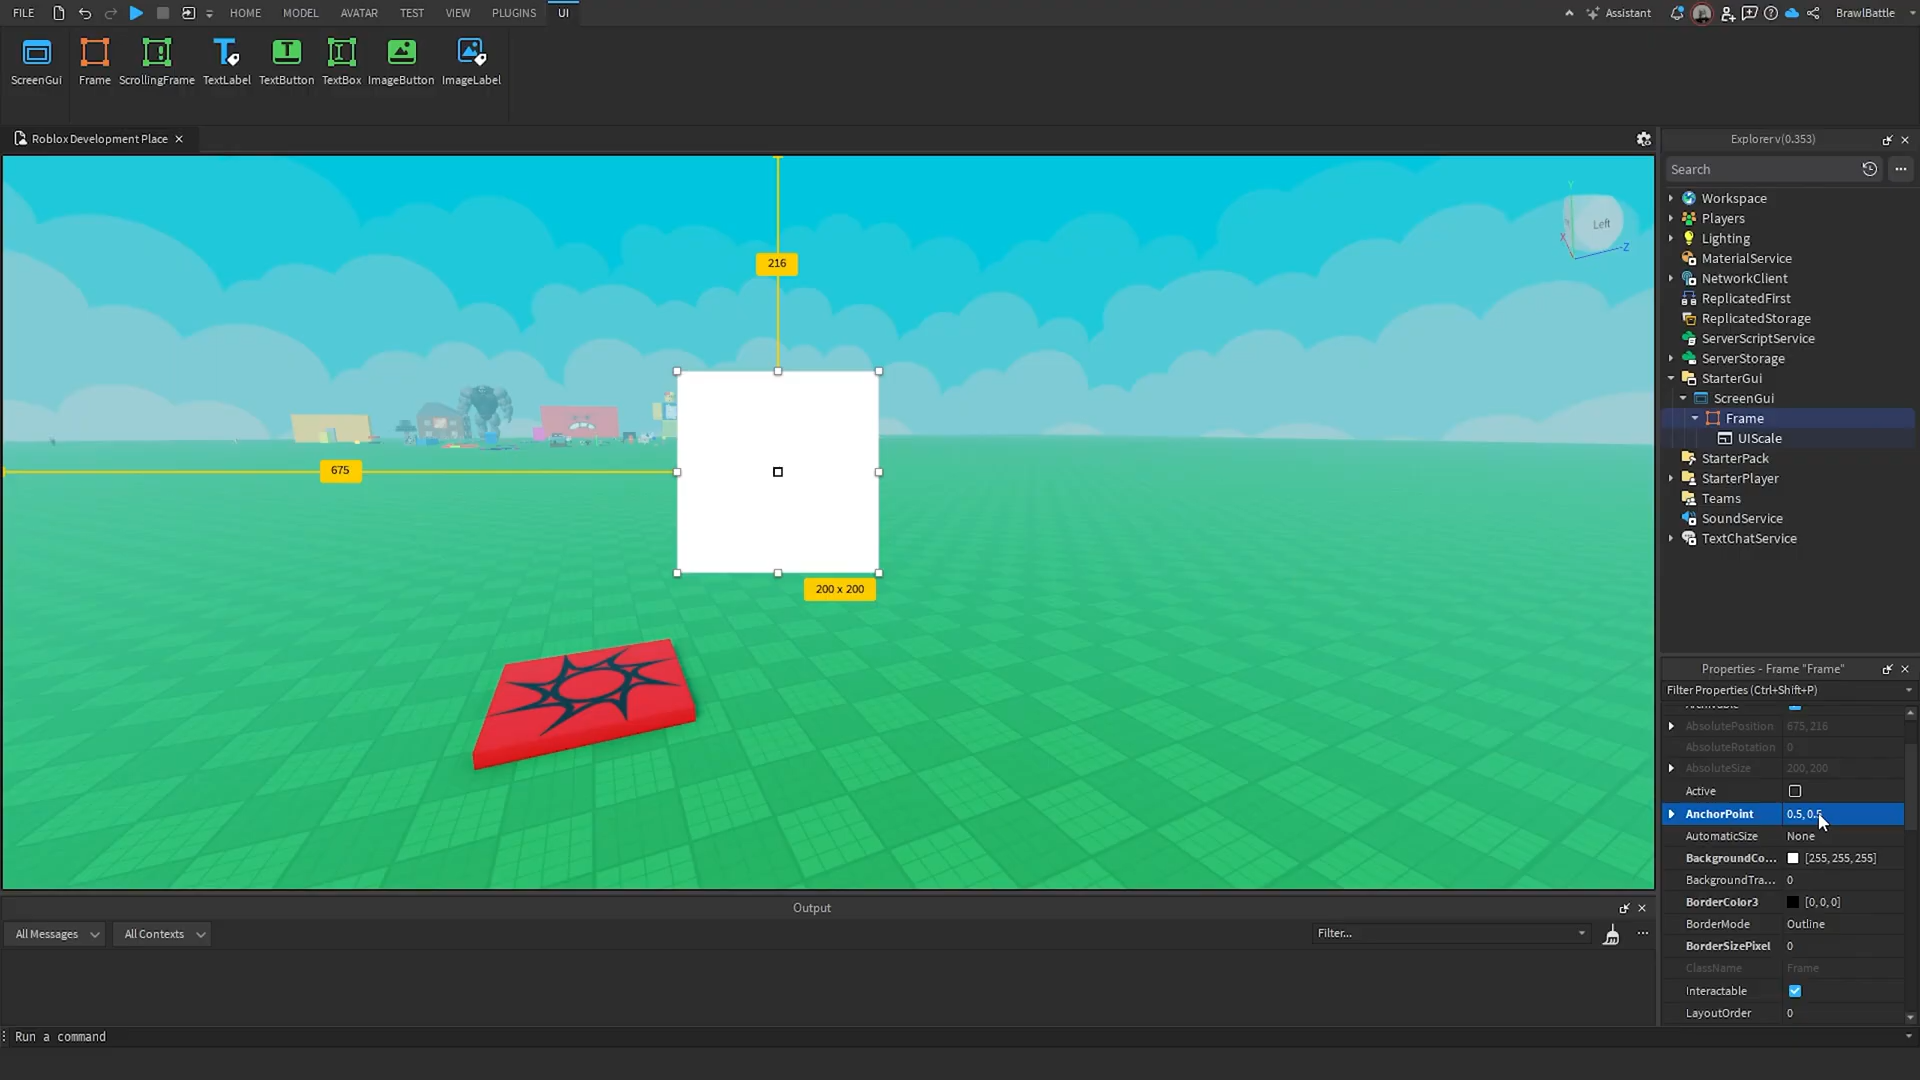 FILE HOME MODEL AVATAR TEST VIEW PLUGINS UI Assistant BrawlBattle
ScreenGui Frame ScrollingFrame TextLabel TextButton TextBox ImageButton ImageLabel
Roblox Development Place
Explorer v(0.353)
Search
Workspace
Players
Lighting
MaterialService
NetworkClient
ReplicatedFirst
ReplicatedStorage
ServerScriptService
ServerStorage
StarterGui
ScreenGui
Frame
UIScale
StarterPack
StarterPlayer
Teams
SoundService
TextChatService
Y
Left
X
-Z
216
675
200 x 200
Properties - Frame "Frame"
Filter Properties (Ctrl+Shift+P)
AbsolutePosition 675, 216
AbsoluteRotation 0
AbsoluteSize 200, 200
Active
AnchorPoint 0.5, 0.5
AutomaticSize None
BackgroundCo... [255, 255, 255]
BackgroundTra... 0
BorderColor3 [0, 0, 0]
BorderMode Outline
BorderSizePixel 0
ClassName Frame
Interactable
LayoutOrder 0
Output
All Messages All Contexts Filter... ...
Run a command